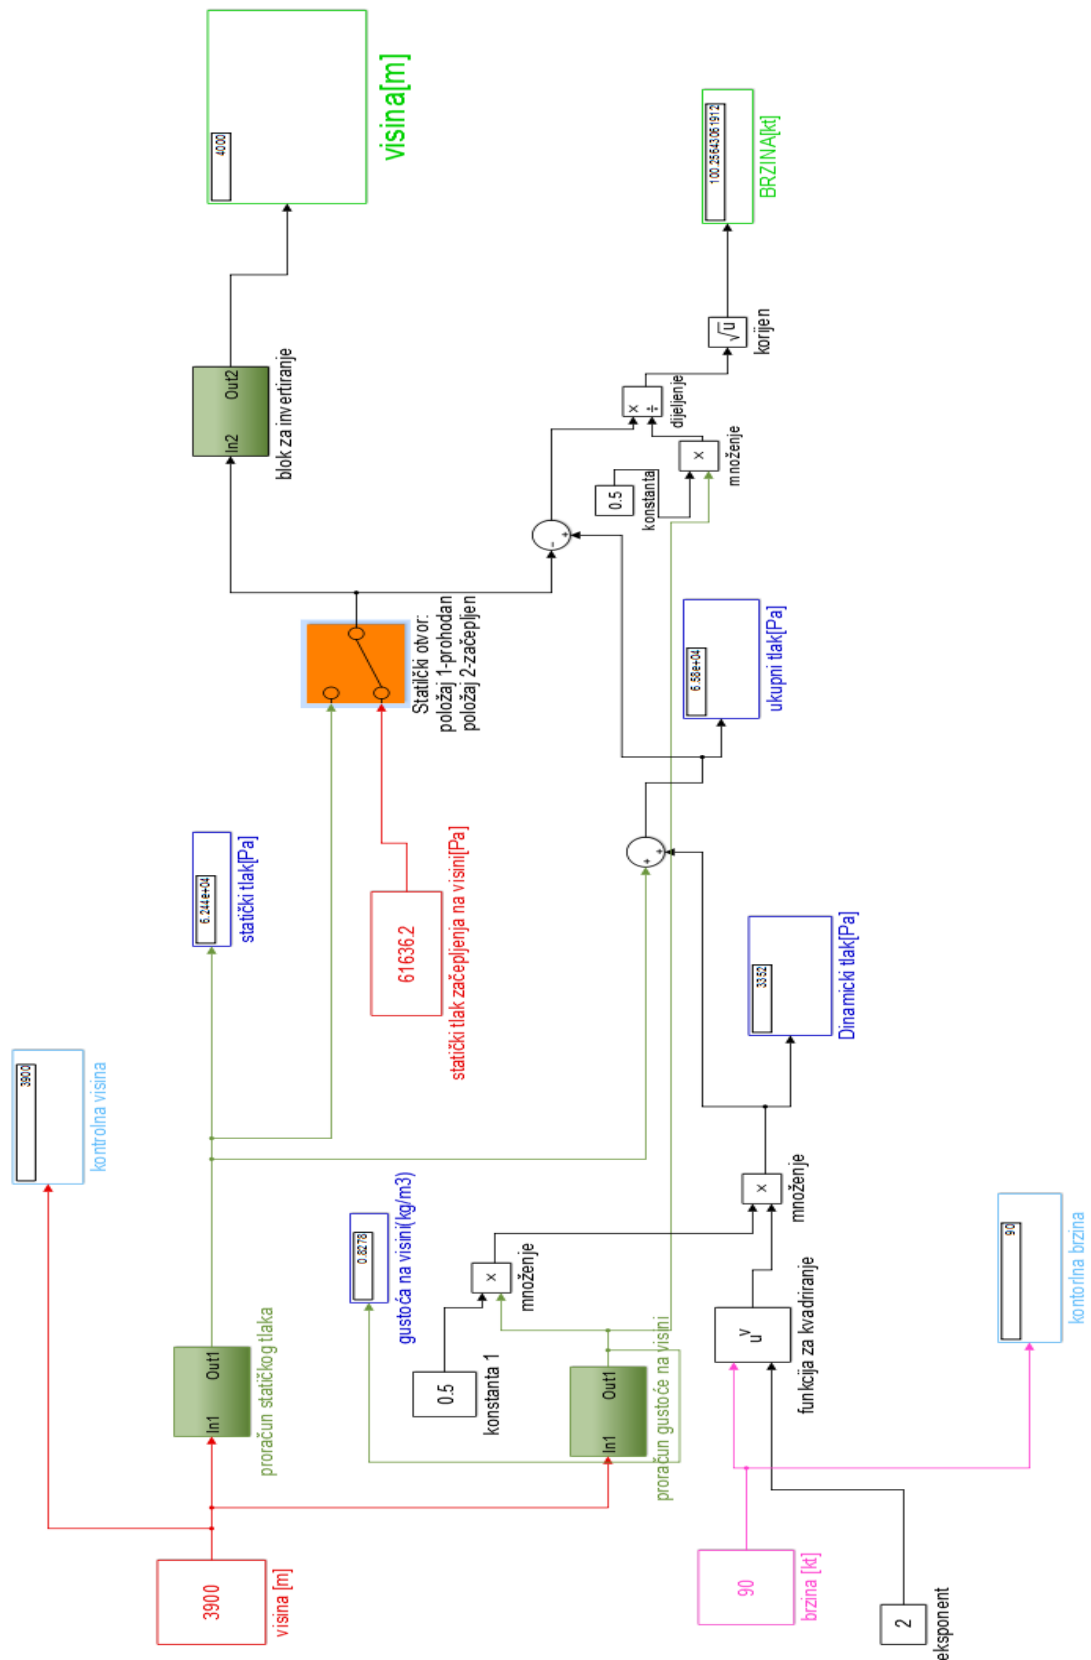 4000
visina[m]
In2
Out2
blok za invertiranje
100.25643061912
BRZINA[kt]
√u
korijen
×
÷
dijeljenje
×
množenje
0.5
konstanta
-
+
Statilčki otvor:
položaj 1-prohodan
položaj 2-začepljen
6.58e+04
ukupni tlak[Pa]
6.244e+04
statički tlak[Pa]
61636.2
statički tlak začepljenja na visini[Pa]
+
+
3352
Dinamicki tlak[Pa]
3900
kontrolna visina
0.8278
gustoća na visini(kg/m3)
×
množenje
×
množenje
In1
Out1
proračun statičkog tlaka
0.5
konstanta 1
In1
Out1
proračun gustoće na visini
u^v
funkcija za kvadriranje
90
kontorlna brzina
3900
visina [m]
90
brzina [kt]
2
eksponent